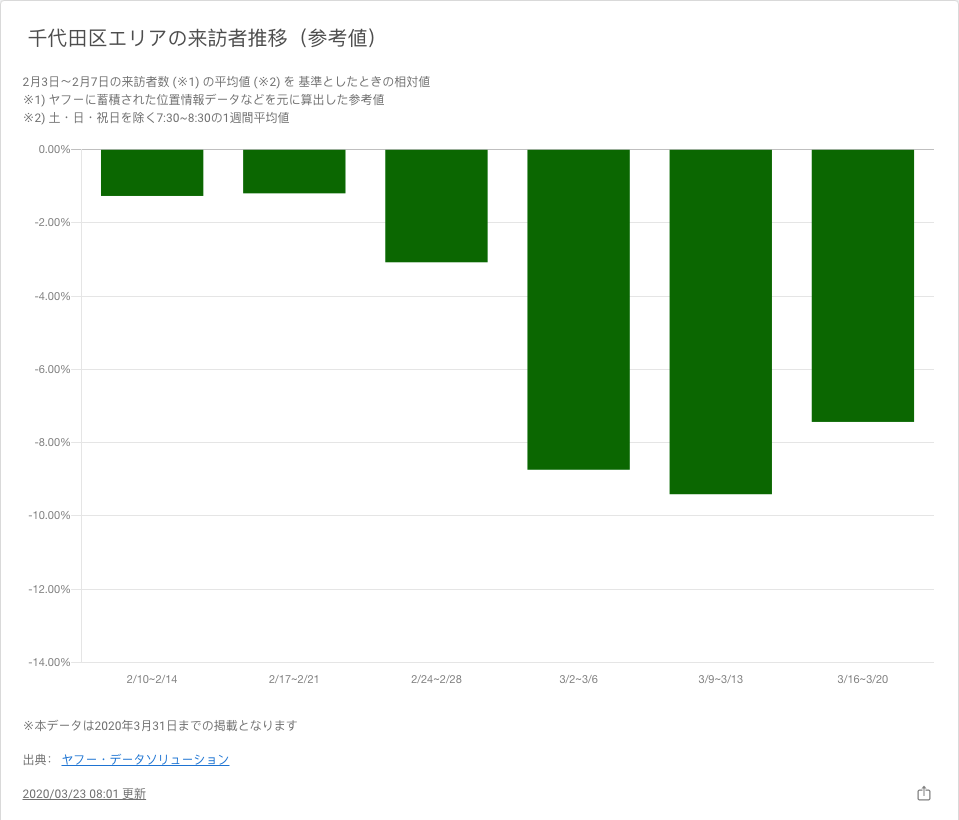 千代田区エリアの来訪者推移（参考値）
2月3日～2月7日の来訪者数 (※1) の平均値 (※2) を 基準としたときの相対値
※1) ヤフーに蓄積された位置情報データなどを元に算出した参考値
※2) 土・日・祝日を除く7:30~8:30の1週間平均値
0.00%
-2.00%
-4.00%
-6.00%
-8.00%
-10.00%
-12.00%
-14.00%
2/10~2/14 2/17~2/21 2/24~2/28 3/2~3/6 3/9~3/13 3/16~3/20
※本データは2020年3月31日までの掲載となります
出典： ヤフー・データソリューション
2020/03/23 08:01 更新